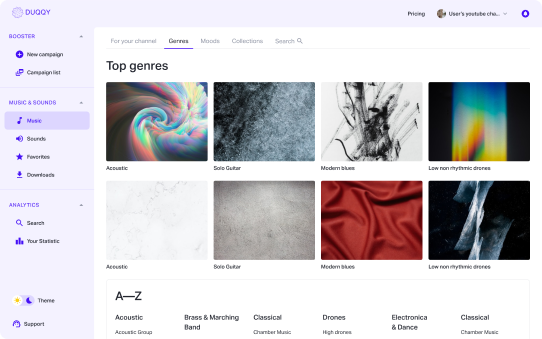 DUQQY
Pricing
User's youtube cha...
BOOSTER
New campaign
Campaign list
MUSIC & SOUNDS
Music
Sounds
Favorites
Downloads
ANALYTICS
Search
Your Statistic
Theme
Support
For your channel
Genres
Moods
Collections
Search
Top genres
Acoustic
Solo Guitar
Modern blues
Low non rhythmic drones
Acoustic
Solo Guitar
Modern blues
Low non rhythmic drones
A—Z
Acoustic
Brass & Marching
Band
Classical
Drones
Electronica
& Dance
Classical
Acoustic Group
Chamber Music
High drones
Chamber Music